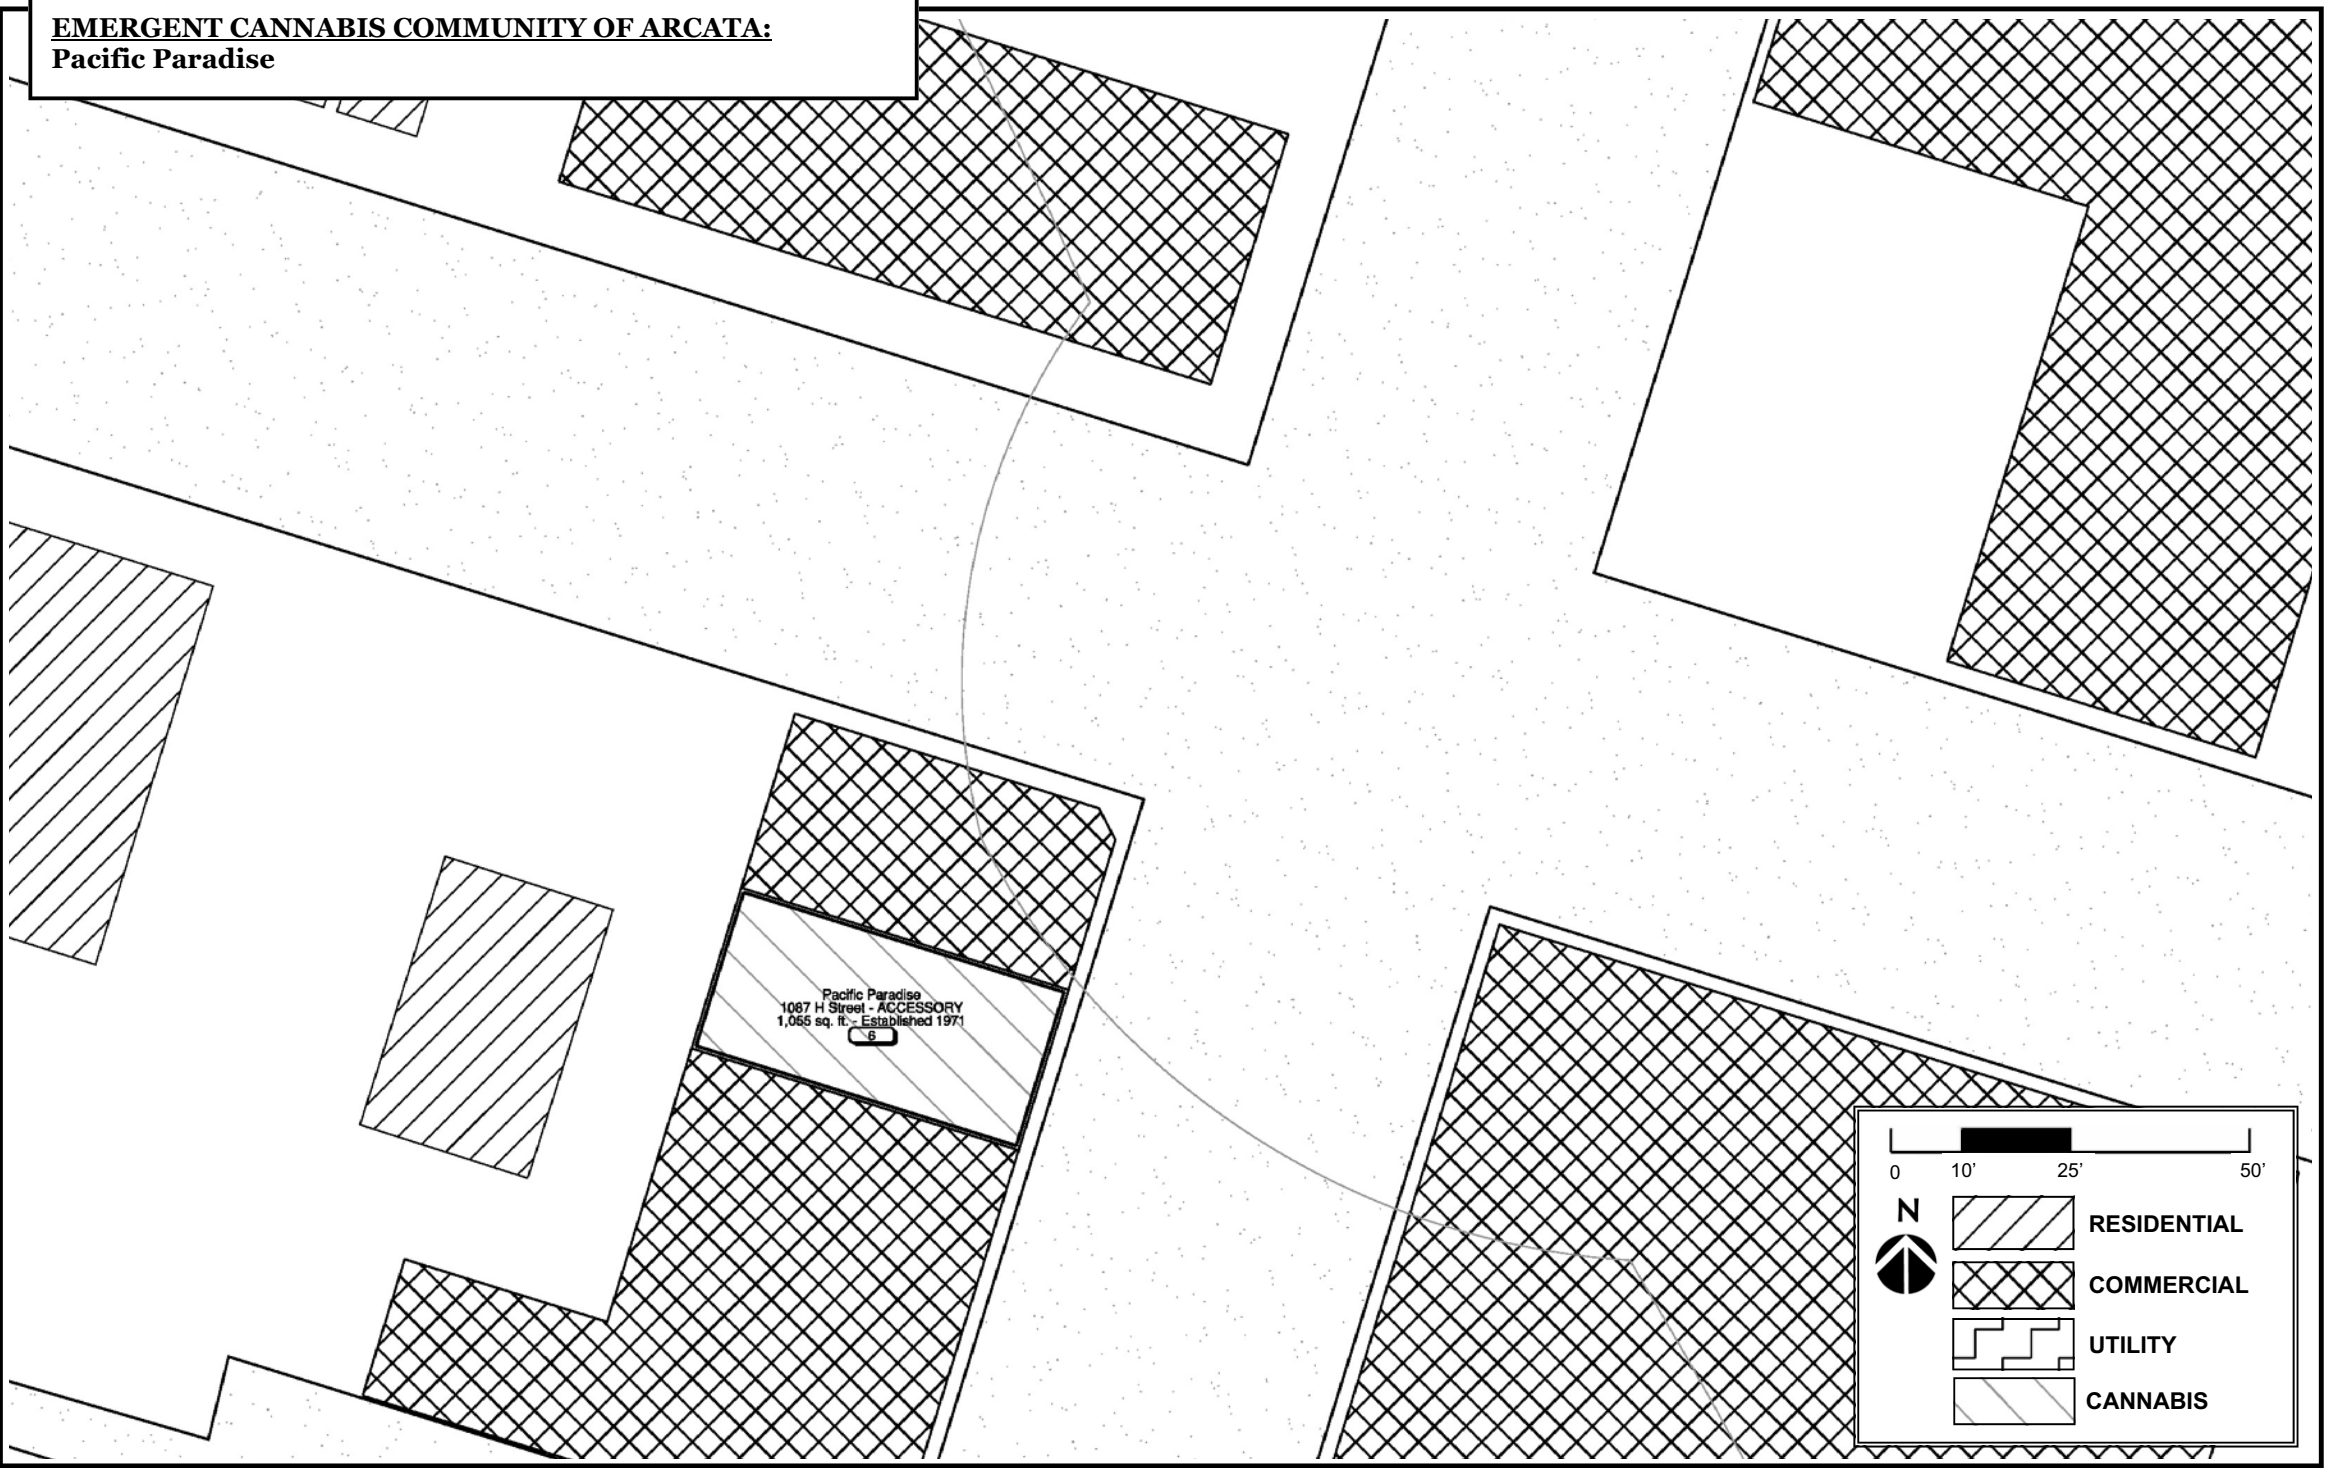 EMERGENT CANNABIS COMMUNITY OF ARCATA:
Pacific Paradise
Pacific Paradise
1087 H Street - ACCESSORY
1,055 sq. ft. - Established 1971
6
0 10' 25' 50'
N
RESIDENTIAL
COMMERCIAL
UTILITY
CANNABIS